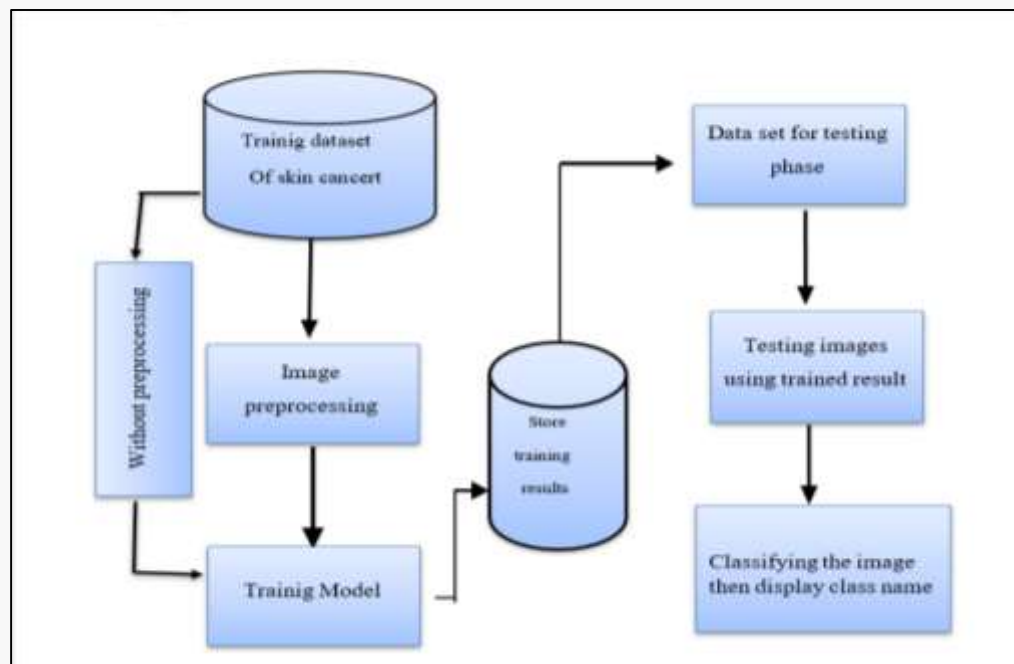 Trainig dataset
Of skin cancert
Without preprocessing
Image
preprocessing
Trainig Model
Store
training
results
Data set for testing
phase
Testing images
using trained result
Classifying the image
then display class name